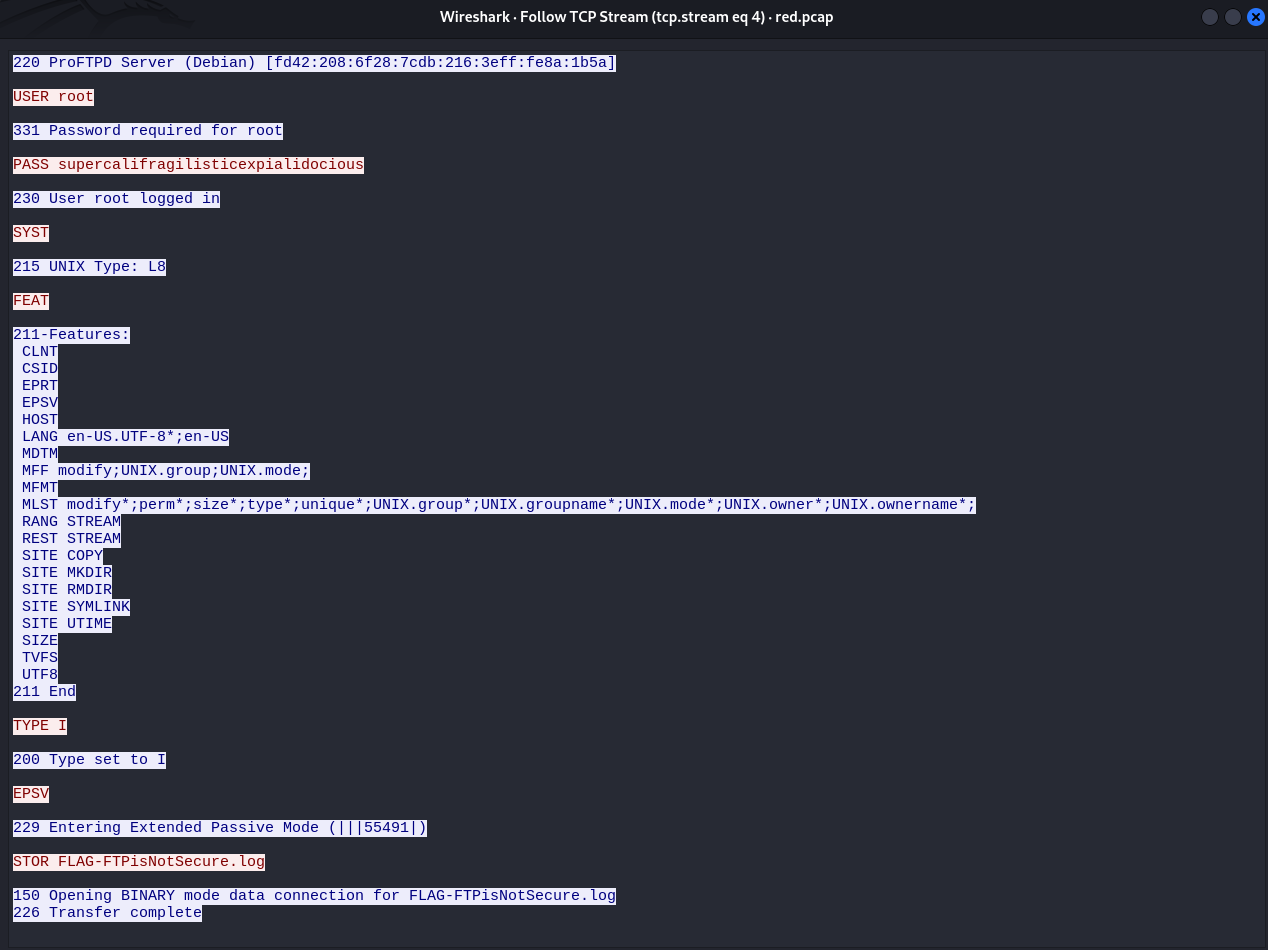 Wireshark · Follow TCP Stream (tcp.stream eq 4) · red.pcap
220 ProFTPD Server (Debian) [fd42:208:6f28:7cdb:216:3eff:fe8a:1b5a]
USER root
331 Password required for root
PASS supercalifragilisticexpialidocious
230 User root logged in
SYST
215 UNIX Type: L8
FEAT
211-Features:
CLNT
CSID
EPRT
EPSV
HOST
LANG en-US.UTF-8*;en-US
MDTM
MFF modify;UNIX.group;UNIX.mode;
MFMT
MLST modify*;perm*;size*;type*;unique*;UNIX.group*;UNIX.groupname*;UNIX.mode*;UNIX.owner*;UNIX.ownername*;
RANG STREAM
REST STREAM
SITE COPY
SITE MKDIR
SITE RMDIR
SITE SYMLINK
SITE UTIME
SIZE
TVFS
UTF8
211 End
TYPE I
200 Type set to I
EPSV
229 Entering Extended Passive Mode (|||55491|)
STOR FLAG-FTPisNotSecure.log
150 Opening BINARY mode data connection for FLAG-FTPisNotSecure.log
226 Transfer complete